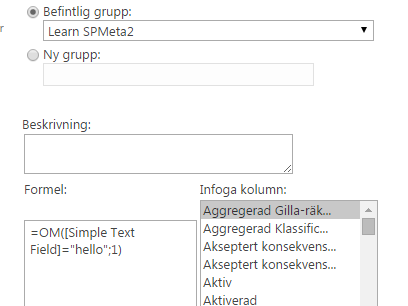 Befintlig grupp:
Learn SPMeta2
Ny grupp:
Beskrivning:
Formel:
=OM([Simple Text
Field]="hello";1)
Infoga kolumn:
Aggregerad Gilla-räk...
Aggregerad Klassific...
Akseptert konsekvens...
Akseptert konsekvens...
Aktiv
Aktiverad